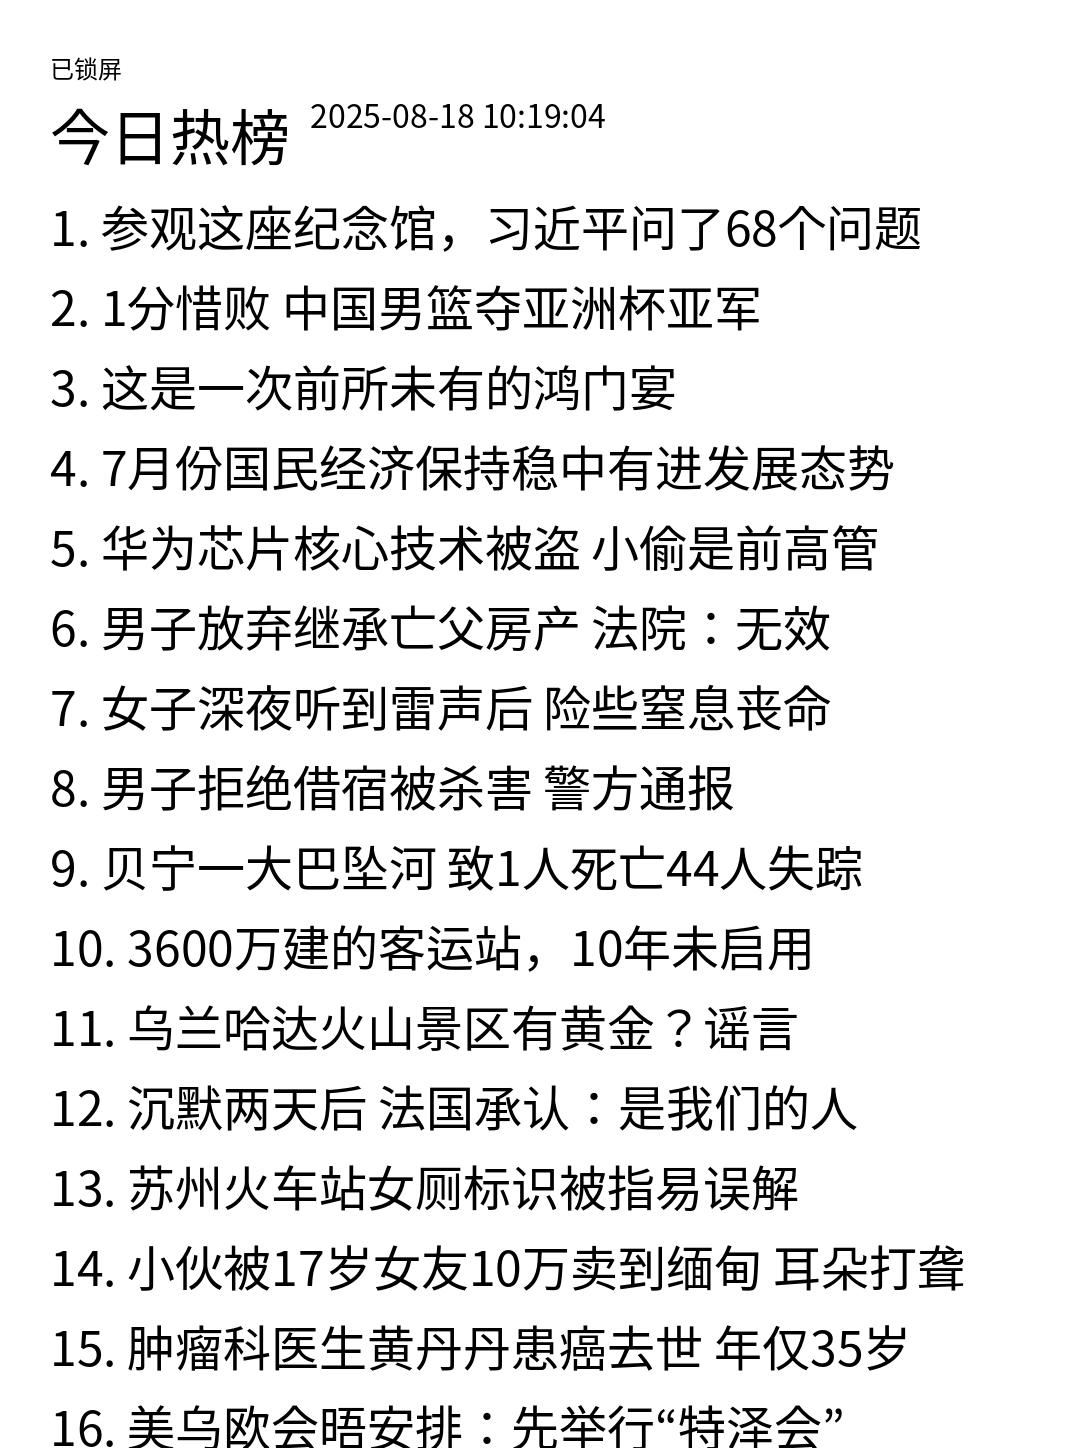 已锁屏
今日热榜 2025-08-18 10:19:04
1. 参观这座纪念馆，习近平问了68个问题
2. 1分惜败 中国男篮夺亚洲杯亚军
3. 这是一次前所未有的鸿门宴
4. 7月份国民经济保持稳中有进发展态势
5. 华为芯片核心技术被盗 小偷是前高管
6. 男子放弃继承亡父房产 法院：无效
7. 女子深夜听到雷声后 险些窒息丧命
8. 男子拒绝借宿被杀害 警方通报
9. 贝宁一大巴坠河 致1人死亡44人失踪
10. 3600万建的客运站，10年未启用
11. 乌兰哈达火山景区有黄金？谣言
12. 沉默两天后 法国承认：是我们的人
13. 苏州火车站女厕标识被指易误解
14. 小伙被17岁女友10万卖到缅甸 耳朵打聋
15. 肿瘤科医生黄丹丹患癌去世 年仅35岁
16. 美乌欧会晤安排：先举行“特泽会”